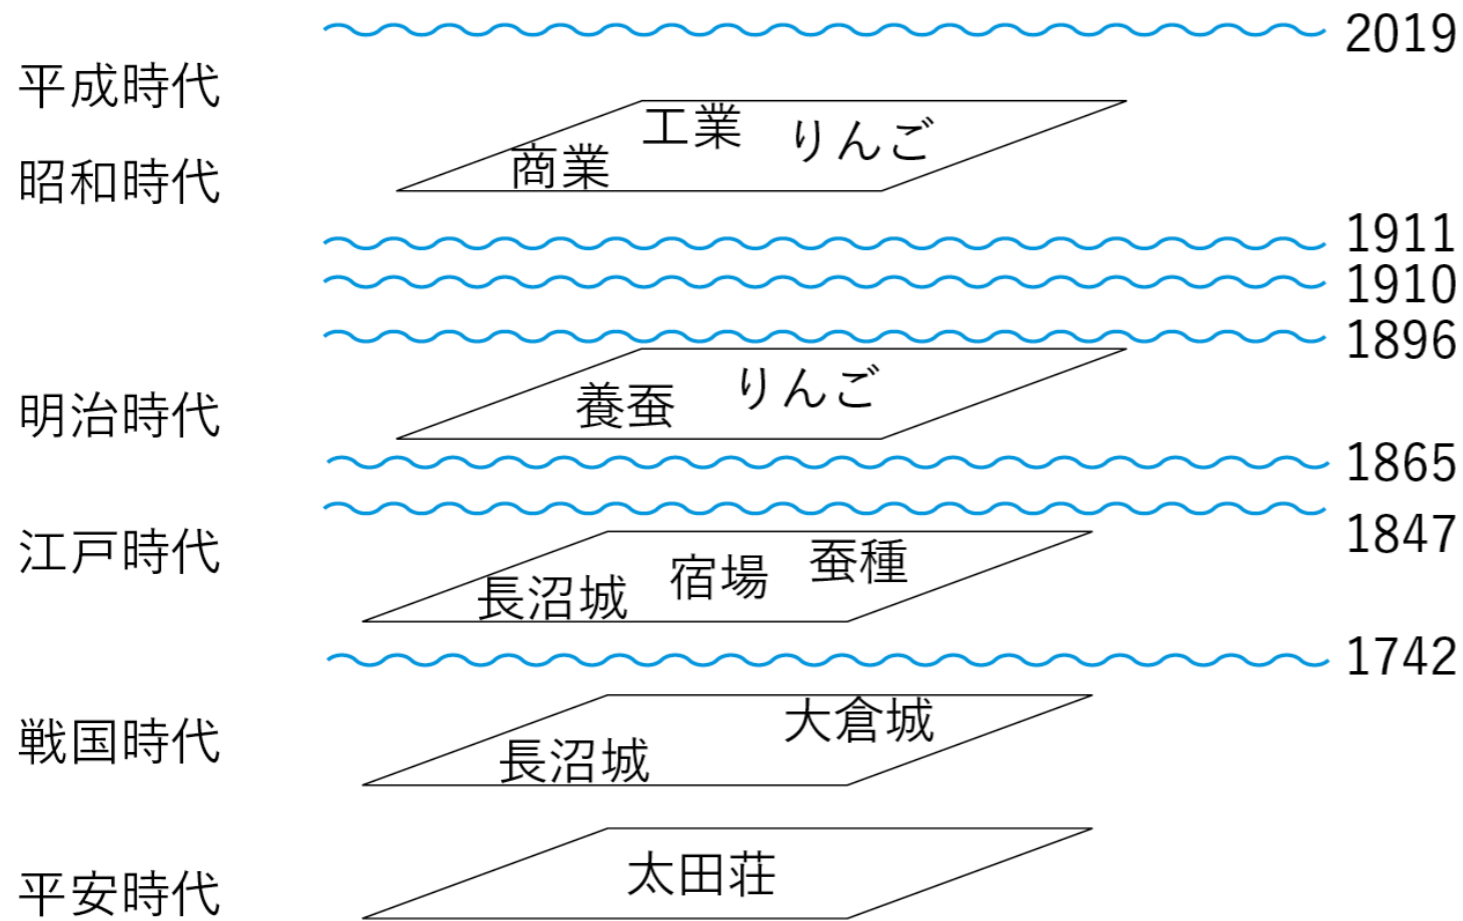 2019
平成時代
工業 りんご
商業
昭和時代
1911
1910
1896
養蚕 りんご
明治時代
1865
1847
江戸時代
長沼城 宿場 蚕種
1742
戦国時代
長沼城 大倉城
平安時代
太田荘